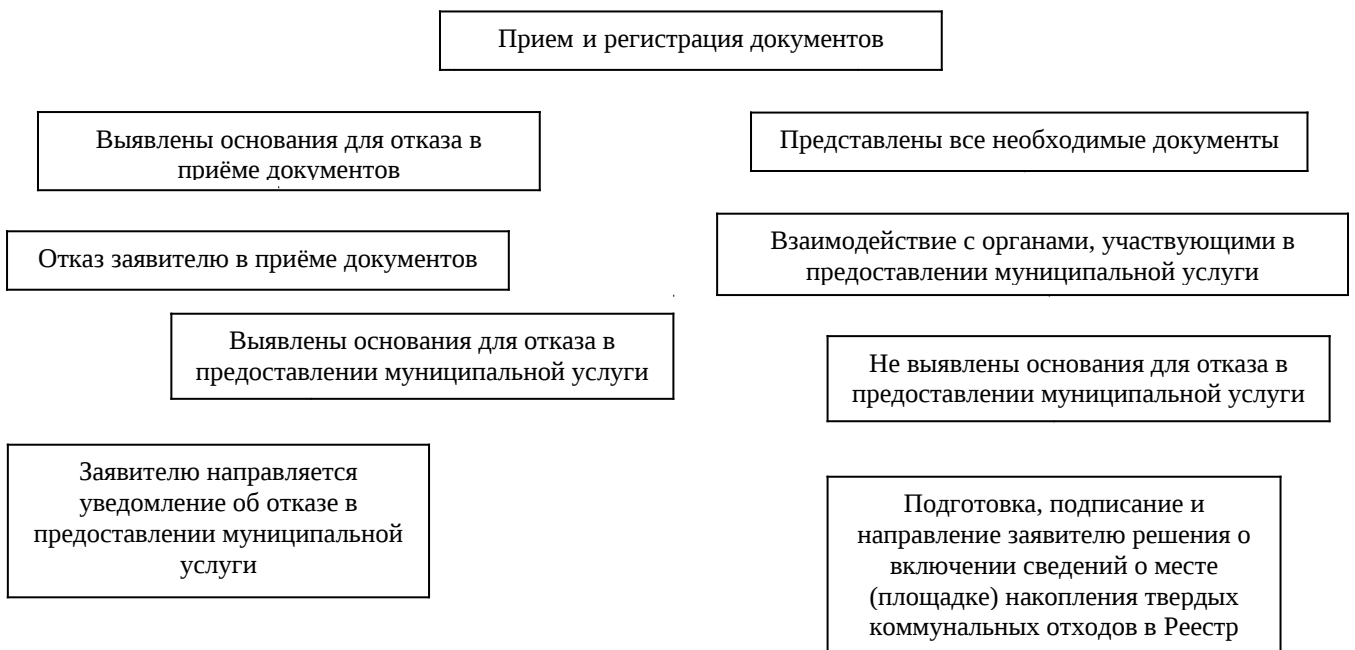 Прием и регистрация документов
Выявлены основания для отказа в
приёме документов
Представлены все необходимые документы
Отказ заявителю в приёме документов
Взаимодействие с органами, участвующими в
предоставлении муниципальной услуги
Выявлены основания для отказа в
предоставлении муниципальной услуги
Не выявлены основания для отказа в
предоставлении муниципальной услуги
Заявителю направляется
уведомление об отказе в
предоставлении муниципальной
услуги
Подготовка, подписание и
направление заявителю решения о
включении сведений о месте
(площадке) накопления твердых
коммунальных отходов в Реестр